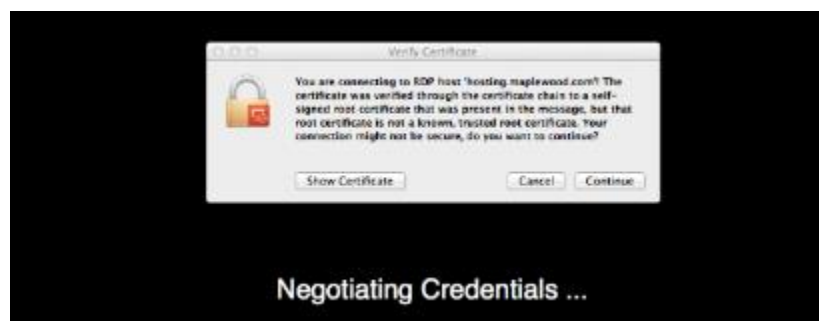 Verify Certificate
You are connecting to RDP host "hosting.maplewood.com". The
certificate was verified through the certificate chain to a self-
signed root certificate that was present in the message, but that
root certificate is not a known, trusted root certificate. Your
connection might not be secure, do you want to continue?
Show Certificate
Cancel
Continue
Negotiating Credentials ...